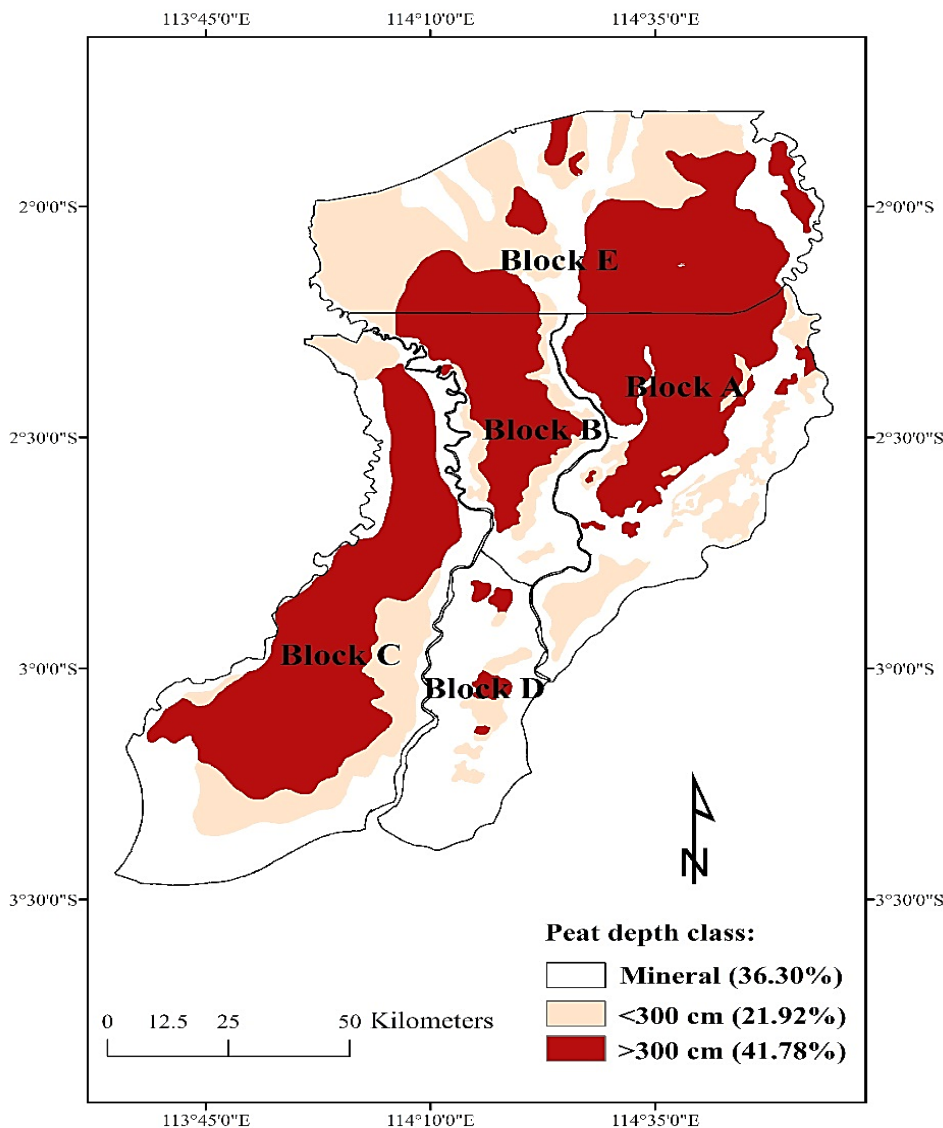 113°45'0"E 114°10'0"E 114°35'0"E
2°0'0"S 2°0'0"S
Block E
Block A
Block B
2°30'0"S 2°30'0"S
Block C
3°0'0"S 3°0'0"S
Block D
N
3°30'0"S 3°30'0"S
Peat depth class:
Mineral (36.30%)
<300 cm (21.92%)
>300 cm (41.78%)
0 12.5 25 50 Kilometers
113°45'0"E 114°10'0"E 114°35'0"E